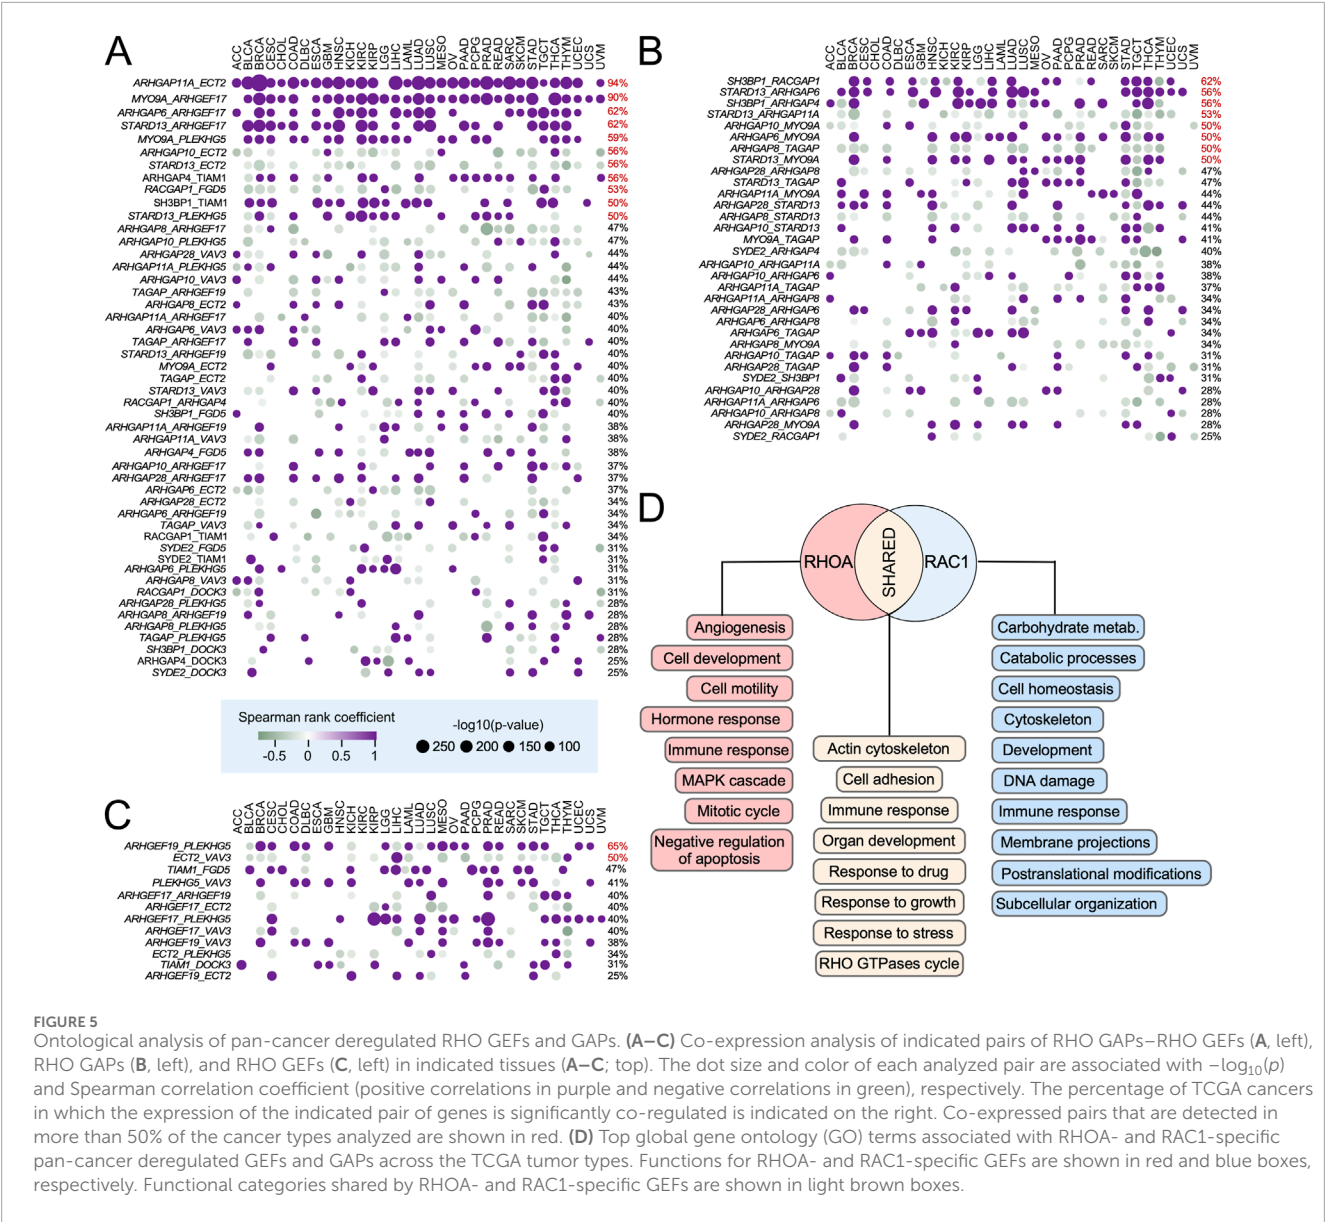 A
ACC BLCA BRCA CESC CHOL COAD DLBC ESCA GBM HNSC KICH KIRC KIRP LGG LIHC LAML LUAD LUSC MESO OV PAAD PCPG PRAD READ SARC SKCM STAD TGCT THCA THYM UCEC UCS UVM
ARHGAP11A_ECT2 94%
MYO9A_ARHGEF17 90%
ARHGAP6_ARHGEF17 62%
STARD13_ARHGEF17 62%
MYO9A_PLEKHG5 59%
ARHGAP10_ECT2 56%
STARD13_ECT2 56%
ARHGAP4_TIAM1 56%
RACGAP1_FGD5 53%
SH3BP1_TIAM1 50%
STARD13_PLEKHG5 50%
ARHGAP8_ARHGEF17 47%
ARHGAP10_PLEKHG5 47%
ARHGAP28_VAV3 44%
ARHGAP11A_PLEKHG5 44%
ARHGAP10_VAV3 44%
TAGAP_ARHGEF19 43%
ARHGAP8_ECT2 43%
ARHGAP11A_ARHGEF17 40%
ARHGAP6_VAV3 40%
TAGAP_ARHGEF17 40%
STARD13_ARHGEF19 40%
MYO9A_ECT2 40%
TAGAP_ECT2 40%
STARD13_VAV3 40%
RACGAP1_ARHGAP4 40%
SH3BP1_FGD5 40%
ARHGAP11A_ARHGEF19 38%
ARHGAP11A_VAV3 38%
ARHGAP4_FGD5 38%
ARHGAP10_ARHGEF17 37%
ARHGAP28_ARHGEF17 37%
ARHGAP6_ECT2 37%
ARHGAP28_ECT2 34%
ARHGAP6_ARHGEF19 34%
TAGAP_VAV3 34%
RACGAP1_TIAM1 34%
SYDE2_FGD5 31%
SYDE2_TIAM1 31%
ARHGAP6_PLEKHG5 31%
ARHGAP8_VAV3 31%
RACGAP1_DOCK3 31%
ARHGAP28_PLEKHG5 28%
ARHGAP8_ARHGEF19 28%
ARHGAP8_PLEKHG5 28%
TAGAP_PLEKHG5 28%
SH3BP1_DOCK3 28%
ARHGAP4_DOCK3 25%
SYDE2_DOCK3 25%
Spearman rank coefficient
-0.5 0 0.5 1
-log10(p-value)
250 200 150 100
B
ACC BLCA BRCA CESC CHOL COAD DLBC ESCA GBM HNSC KICH KIRC KIRP LGG LIHC LAML LUAD LUSC MESO OV PAAD PCPG PRAD READ SARC SKCM STAD TGCT THCA THYM UCEC UCS UVM
SH3BP1_RACGAP1 62%
STARD13_ARHGAP6 56%
SH3BP1_ARHGAP4 56%
STARD13_ARHGAP11A 53%
ARHGAP10_MYO9A 50%
ARHGAP6_MYO9A 50%
ARHGAP8_TAGAP 50%
STARD13_MYO9A 50%
ARHGAP28_ARHGAP8 47%
STARD13_TAGAP 47%
ARHGAP11A_MYO9A 44%
ARHGAP28_STARD13 44%
ARHGAP8_STARD13 44%
ARHGAP10_STARD13 41%
MYO9A_TAGAP 41%
SYDE2_ARHGAP4 40%
ARHGAP10_ARHGAP11A 38%
ARHGAP10_ARHGAP6 38%
ARHGAP11A_TAGAP 37%
ARHGAP11A_ARHGAP8 34%
ARHGAP28_ARHGAP6 34%
ARHGAP6_ARHGAP8 34%
ARHGAP6_TAGAP 34%
ARHGAP8_MYO9A 34%
ARHGAP10_TAGAP 31%
ARHGAP28_TAGAP 31%
SYDE2_SH3BP1 31%
ARHGAP10_ARHGAP28 28%
ARHGAP11A_ARHGAP6 28%
ARHGAP10_ARHGAP8 28%
ARHGAP28_MYO9A 28%
SYDE2_RACGAP1 25%
C
ACC BLCA BRCA CESC CHOL COAD DLBC ESCA GBM HNSC KICH KIRC KIRP LGG LIHC LAML LUAD LUSC MESO OV PAAD PCPG PRAD READ SARC SKCM STAD TGCT THCA THYM UCEC UCS UVM
ARHGEF19_PLEKHG5 65%
ECT2_VAV3 50%
TIAM1_FGD5 47%
PLEKHG5_VAV3 41%
ARHGEF17_ARHGEF19 40%
ARHGEF17_ECT2 40%
ARHGEF17_PLEKHG5 40%
ARHGEF17_VAV3 40%
ARHGEF19_VAV3 38%
ECT2_PLEKHG5 34%
TIAM1_DOCK3 31%
ARHGEF19_ECT2 25%
D
RHOA SHARED RAC1
Angiogenesis
Cell development
Cell motility
Hormone response
Immune response
MAPK cascade
Mitotic cycle
Negative regulation
of apoptosis
Actin cytoskeleton
Cell adhesion
Immune response
Organ development
Response to drug
Response to growth
Response to stress
RHO GTPases cycle
Carbohydrate metab.
Catabolic processes
Cell homeostasis
Cytoskeleton
Development
DNA damage
Immune response
Membrane projections
Postranslational modifications
Subcellular organization
FIGURE 5
Ontological analysis of pan-cancer deregulated RHO GEFs and GAPs. (A–C) Co-expression analysis of indicated pairs of RHO GAPs–RHO GEFs (A, left),
RHO GAPs (B, left), and RHO GEFs (C, left) in indicated tissues (A–C; top). The dot size and color of each analyzed pair are associated with −log10(p)
and Spearman correlation coefficient (positive correlations in purple and negative correlations in green), respectively. The percentage of TCGA cancers
in which the expression of the indicated pair of genes is significantly co-regulated is indicated on the right. Co-expressed pairs that are detected in
more than 50% of the cancer types analyzed are shown in red. (D) Top global gene ontology (GO) terms associated with RHOA- and RAC1-specific
pan-cancer deregulated GEFs and GAPs across the TCGA tumor types. Functions for RHOA- and RAC1-specific GEFs are shown in red and blue boxes,
respectively. Functional categories shared by RHOA- and RAC1-specific GEFs are shown in light brown boxes.